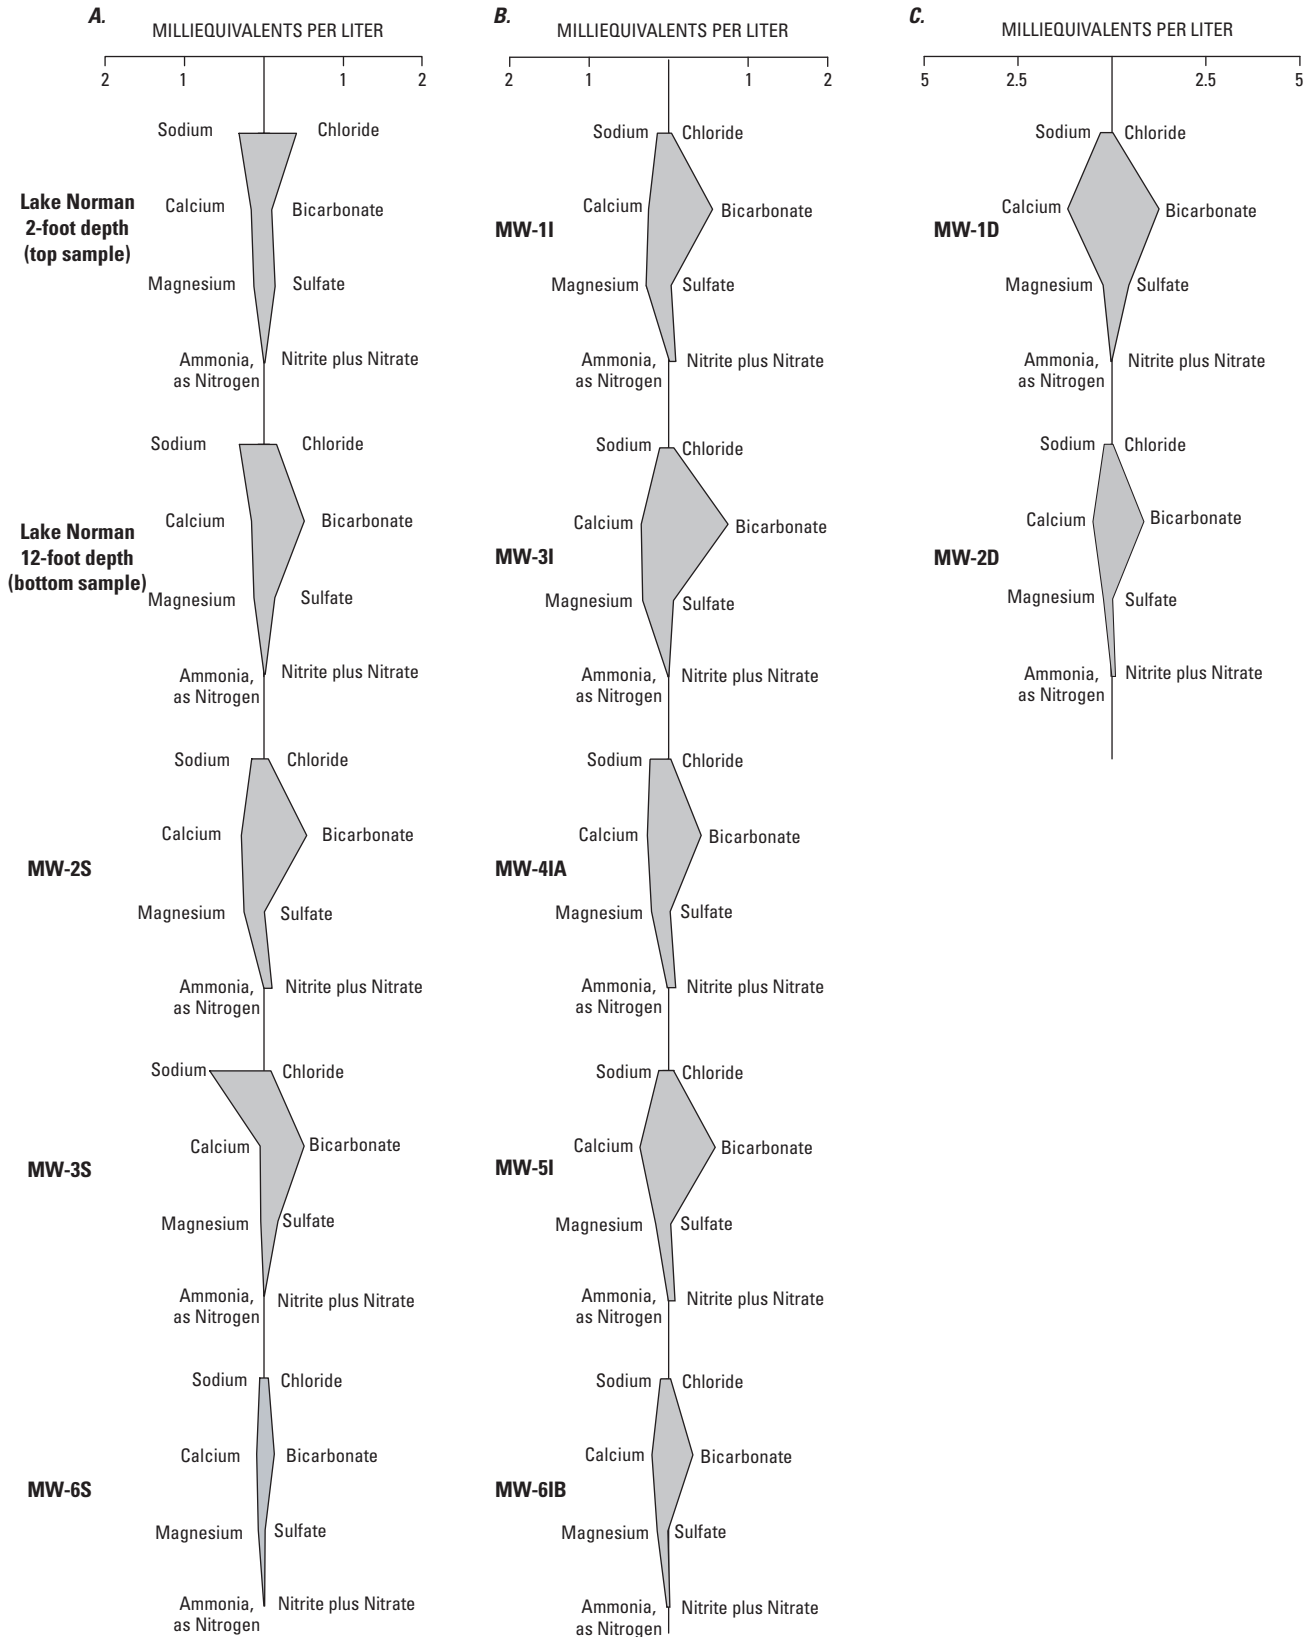 A.
MILLIEQUIVALENTS PER LITER
2 1 1 2
Sodium Chloride
Lake Norman
2-foot depth
(top sample)
Calcium Bicarbonate
Magnesium Sulfate
Ammonia,
as Nitrogen
Nitrite plus Nitrate
Sodium Chloride
Lake Norman
12-foot depth
(bottom sample)
Calcium Bicarbonate
Magnesium Sulfate
Ammonia,
as Nitrogen
Nitrite plus Nitrate
Sodium Chloride
MW-2S
Calcium Bicarbonate
Magnesium Sulfate
Ammonia,
as Nitrogen
Nitrite plus Nitrate
Sodium Chloride
MW-3S
Calcium Bicarbonate
Magnesium Sulfate
Ammonia,
as Nitrogen
Nitrite plus Nitrate
Sodium Chloride
MW-6S
Calcium Bicarbonate
Magnesium Sulfate
Ammonia,
as Nitrogen
Nitrite plus Nitrate
B.
MILLIEQUIVALENTS PER LITER
2 1 1 2
Sodium Chloride
MW-1I
Calcium Bicarbonate
Magnesium Sulfate
Ammonia,
as Nitrogen
Nitrite plus Nitrate
Sodium Chloride
MW-3I
Calcium Bicarbonate
Magnesium Sulfate
Ammonia,
as Nitrogen
Nitrite plus Nitrate
Sodium Chloride
MW-4IA
Calcium Bicarbonate
Magnesium Sulfate
Ammonia,
as Nitrogen
Nitrite plus Nitrate
Sodium Chloride
MW-5I
Calcium Bicarbonate
Magnesium Sulfate
Ammonia,
as Nitrogen
Nitrite plus Nitrate
Sodium Chloride
MW-6IB
Calcium Bicarbonate
Magnesium Sulfate
Ammonia,
as Nitrogen
Nitrite plus Nitrate
C.
MILLIEQUIVALENTS PER LITER
5 2.5 2.5 5
Sodium Chloride
MW-1D
Calcium Bicarbonate
Magnesium Sulfate
Ammonia,
as Nitrogen
Nitrite plus Nitrate
Sodium Chloride
MW-2D
Calcium Bicarbonate
Magnesium Sulfate
Ammonia,
as Nitrogen
Nitrite plus Nitrate